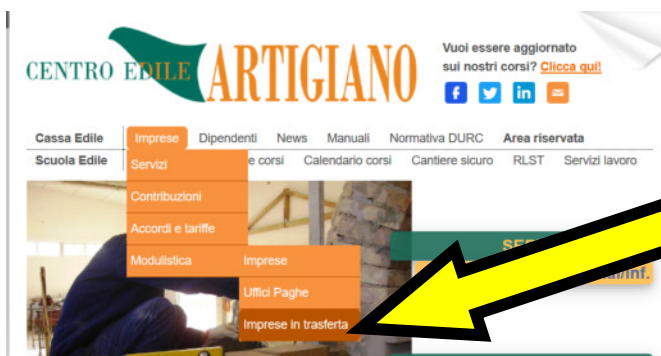 CENTRO EDILE ARTIGIANO
Vuoi essere aggiornato
sui nostri corsi? Clicca qui!
Cassa Edile Imprese Dipendenti News Manuali Normativa DURC Area riservata
Scuola Edile e corsi Calendario corsi Cantiere sicuro RLST Servizi lavoro
Servizi
Contribuzioni
Accordi e tariffe
Modulistica Imprese
Uffici Paghe
Imprese in trasferta